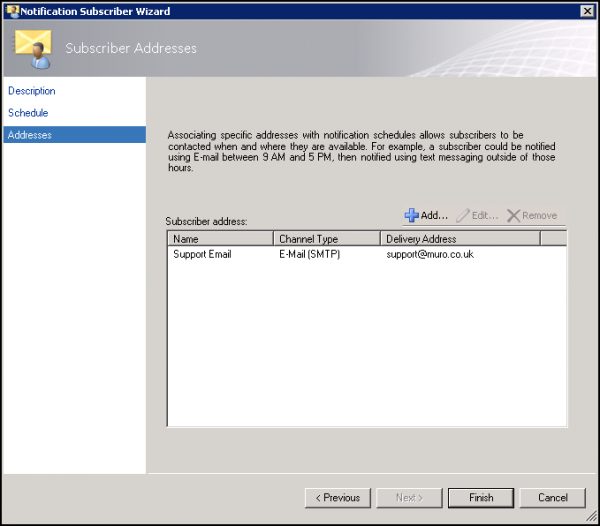 Notification Subscriber Wizard
Subscriber Addresses
Description
Schedule
Addresses
Associating specific addresses with notification schedules allows subscribers to be
contacted when and where they are available. For example, a subscriber could be notified
using E-mail between 9 AM and 5 PM, then notified using text messaging outside of those
hours.
Subscriber address:
Add... Edit... Remove
Name Channel Type Delivery Address
Support Email E-Mail (SMTP) support@muro.co.uk
< Previous Next > Finish Cancel